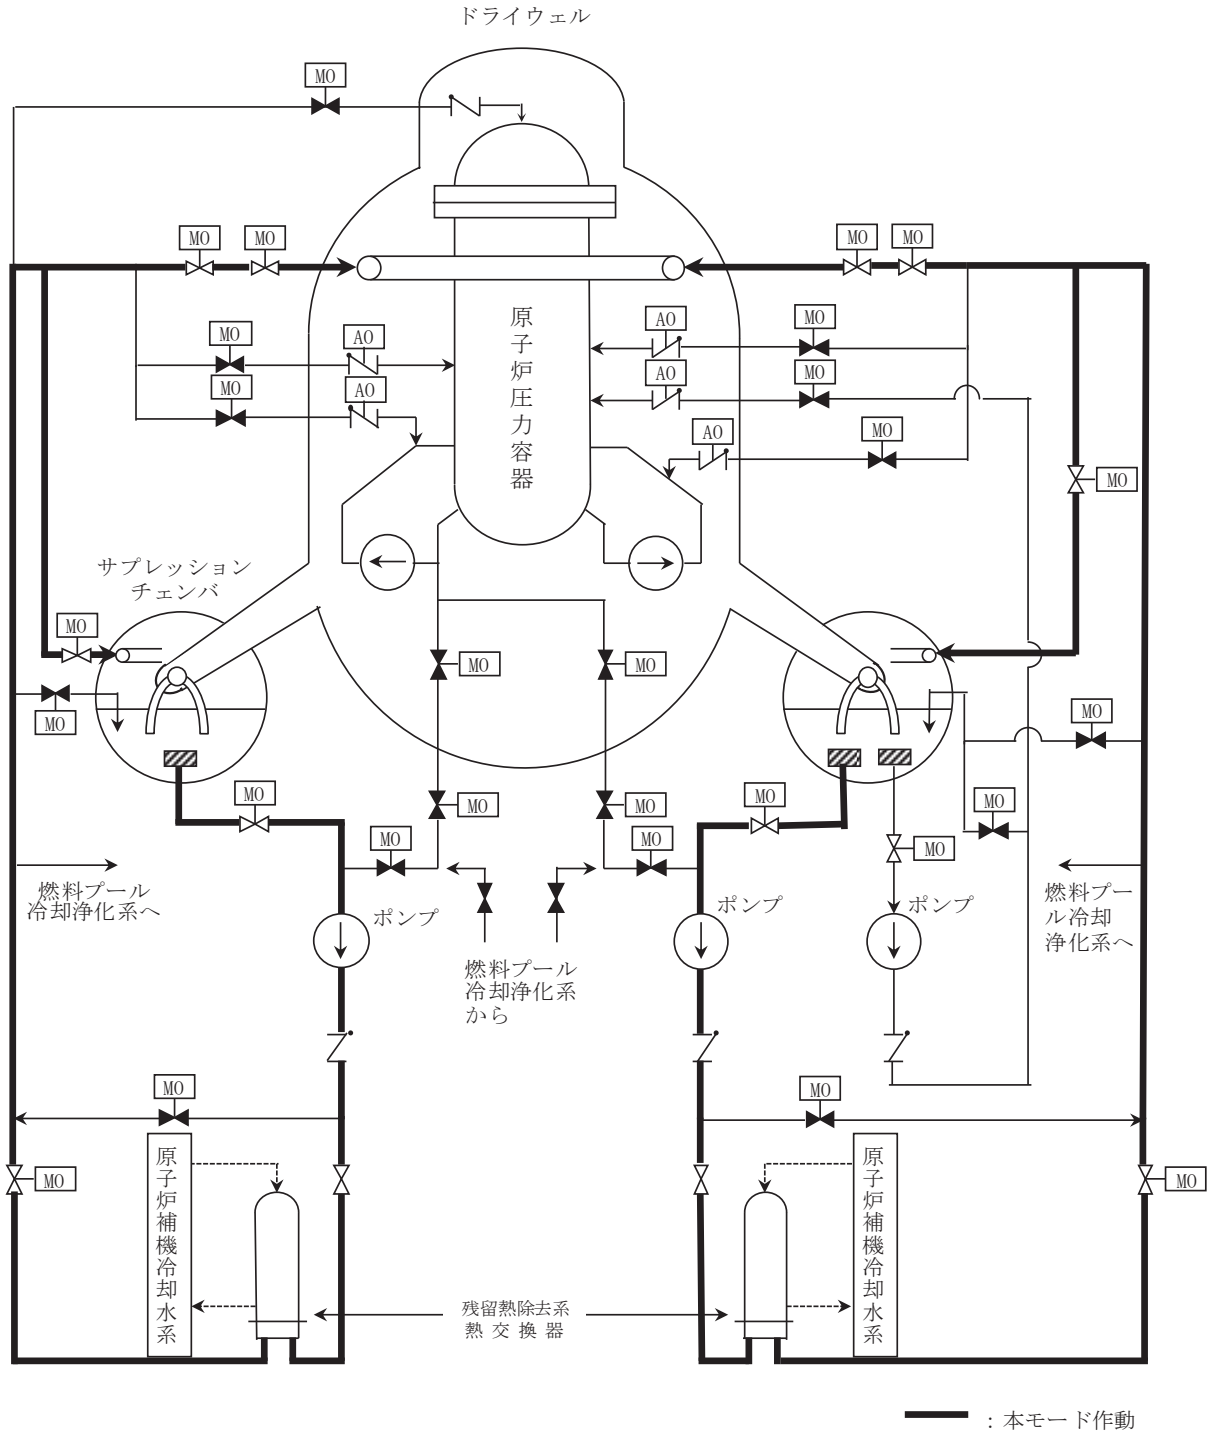 ドライウェル
MO
MO
MO
MO
MO
MO
AO
AO
MO
MO
AO
AO
MO
AO
MO
MO
MO
原子炉圧力容器
サプレッション
チェンバ
MO
MO
MO
MO
MO
MO
MO
MO
MO
MO
MO
MO
MO
MO
燃料プール
冷却浄化系へ
ポンプ
ポンプ
ポンプ
燃料プー
ル冷却
浄化系へ
燃料プール
冷却浄化系
から
MO
MO
MO
MO
原子炉補機冷却水系
原子炉補機冷却水系
残留熱除去系
熱交換器
：本モード作動